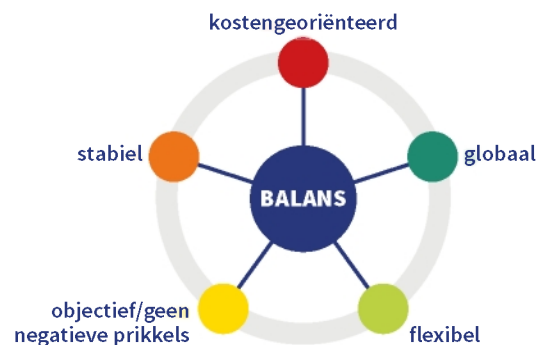 kostengeoriënteerd
stabiel
globaal
BALANS
objectief/geen
negatieve prikkels
flexibel